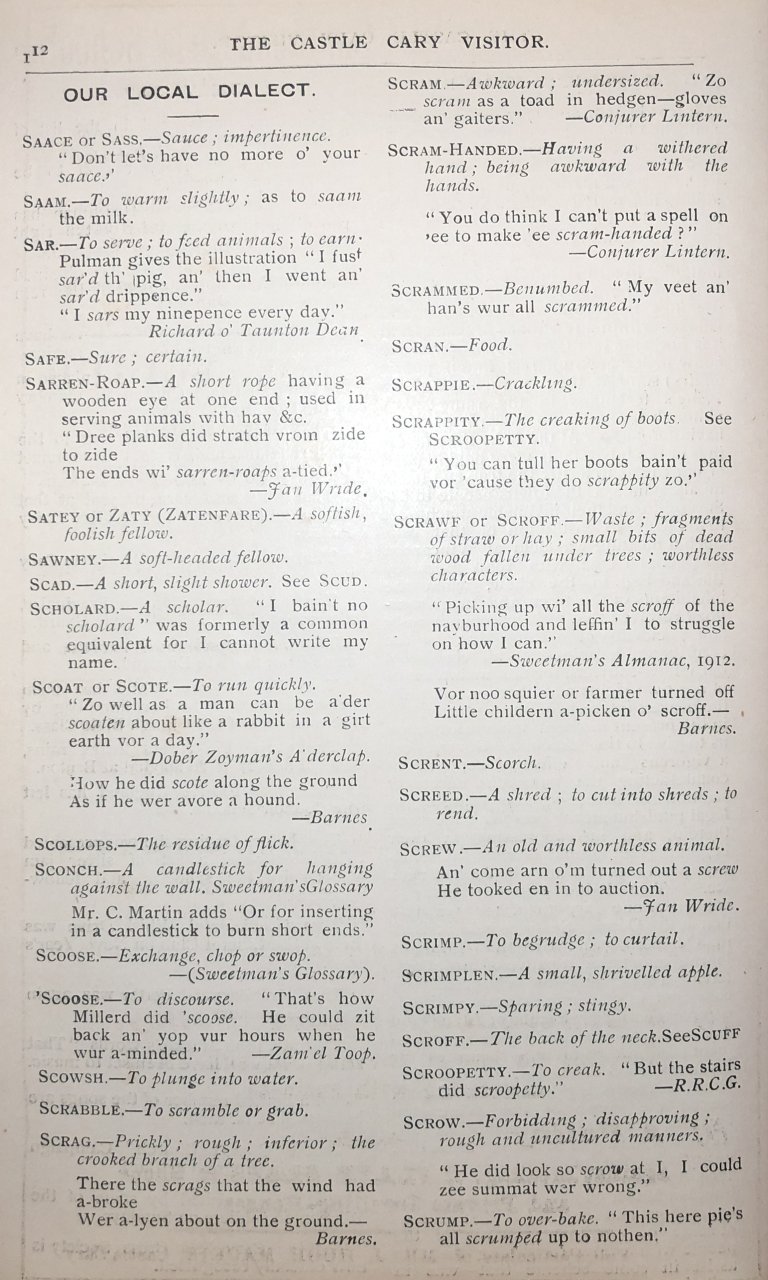 112
THE CASTLE CARY VISITOR.
OUR LOCAL DIALECT.
SAACE or SASS.—Sauce ; impertinence.
“ Don't let's have no more o' your
saace.”
SAAM.—To warm slightly ; as to saam
the milk.
SAR.—To serve ; to feed animals ; to earn.
Pulman gives the illustration “ I fust
sar'd th' pig, an' then I went an'
sar'd drippence.”
“ I sars my ninepence every day.”
Richard o' Taunton Dean.
SAFE.—Sure ; certain.
SARREN-ROAP.—A short rope having a
wooden eye at one end ; used in
serving animals with hay &c.
“ Dree planks did stratch vrom zide
to zide
The ends wi' sarren-roaps a-tied.”
—Jan Wride.
SATEY or ZATY (ZATENFARE).—A softish,
foolish fellow.
SAWNEY.—A soft-headed fellow.
SCAD.—A short, slight shower. See SCUD.
SCHOLARD.—A scholar. “ I bain't no
scholard ” was formerly a common
equivalent for I cannot write my
name.
SCOAT or SCOTE.—To run quickly.
“ Zo well as a man can be a'der
scoaten about like a rabbit in a girt
earth vor a day.”
—Dober Zoyman's A'derclap.
How he did scote along the ground
As if he wer avore a hound.
—Barnes.
SCOLLOPS.—The residue of flick.
SCONCH.—A candlestick for hanging
against the wall. Sweetman'sGlossary
Mr. C. Martin adds “Or for inserting
in a candlestick to burn short ends.”
SCOOSE.—Exchange, chop or swop.
—(Sweetman's Glossary).
'SCOOSE.—To discourse. “That's how
Millerd did 'scoose. He could zit
back an' yop vur hours when he
wur a-minded.” —Zam'el Toop.
SCOWSH.—To plunge into water.
SCRABBLE.—To scramble or grab.
SCRAG.—Prickly ; rough ; inferior ; the
crooked branch of a tree.
There the scrags that the wind had
a-broke
Wer a-lyen about on the ground.—
Barnes.
SCRAM.—Awkward ; undersized. “ Zo
scram as a toad in hedgen—gloves
an' gaiters.” —Conjurer Lintern.
SCRAM-HANDED.—Having a withered
hand ; being awkward with the
hands.
“ You do think I can't put a spell on
'ee to make 'ee scram-handed ? ”
—Conjurer Lintern.
SCRAMMED.—Benumbed. “ My veet an'
han's wur all scrammed.”
SCRAN.—Food.
SCRAPPIE.—Crackling.
SCRAPPITY.—The creaking of boots. See
SCROOPETTY.
“ You can tull her boots bain't paid
vor 'cause they do scrappity zo.”
SCRAWF or SCROFF.—Waste ; fragments
of straw or hay ; small bits of dead
wood fallen under trees ; worthless
characters.
“ Picking up wi' all the scroff of the
nayburhood and leffin' I to struggle
on how I can.”
—Sweetman's Almanac, 1912.
Vor noo squier or farmer turned off
Little childern a-picken o' scroff.—
Barnes.
SCRENT.—Scorch.
SCREED.—A shred ; to cut into shreds ; to
rend.
SCREW.—An old and worthless animal.
An' come arn o'm turned out a screw
He tooked en in to auction.
—Jan Wride.
SCRIMP.—To begrudge ; to curtail.
SCRIMPLEN.—A small, shrivelled apple.
SCRIMPY.—Sparing ; stingy.
SCROFF.—The back of the neck.SeeSCUFF
SCROOPETTY.—To creak. “ But the stairs
did scroopetty.” —R.R.C.G.
SCROW.—Forbidding ; disapproving ;
rough and uncultured manners.
“ He did look so scrow at I, I could
zee summat wer wrong.”
SCRUMP.—To over-bake. “ This here pie's
all scrumped up to nothen.”